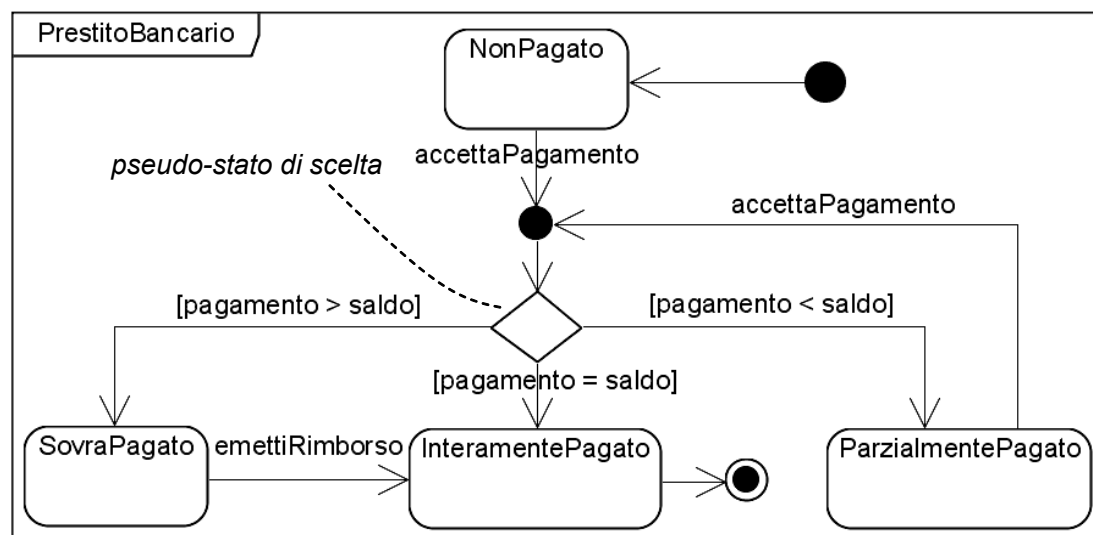 PrestitoBancario
NonPagato
accettaPagamento
pseudo-stato di scelta
accettaPagamento
[pagamento > saldo]
[pagamento < saldo]
[pagamento = saldo]
SovraPagato
emettiRimborso
InteramentePagato
ParzialmentePagato